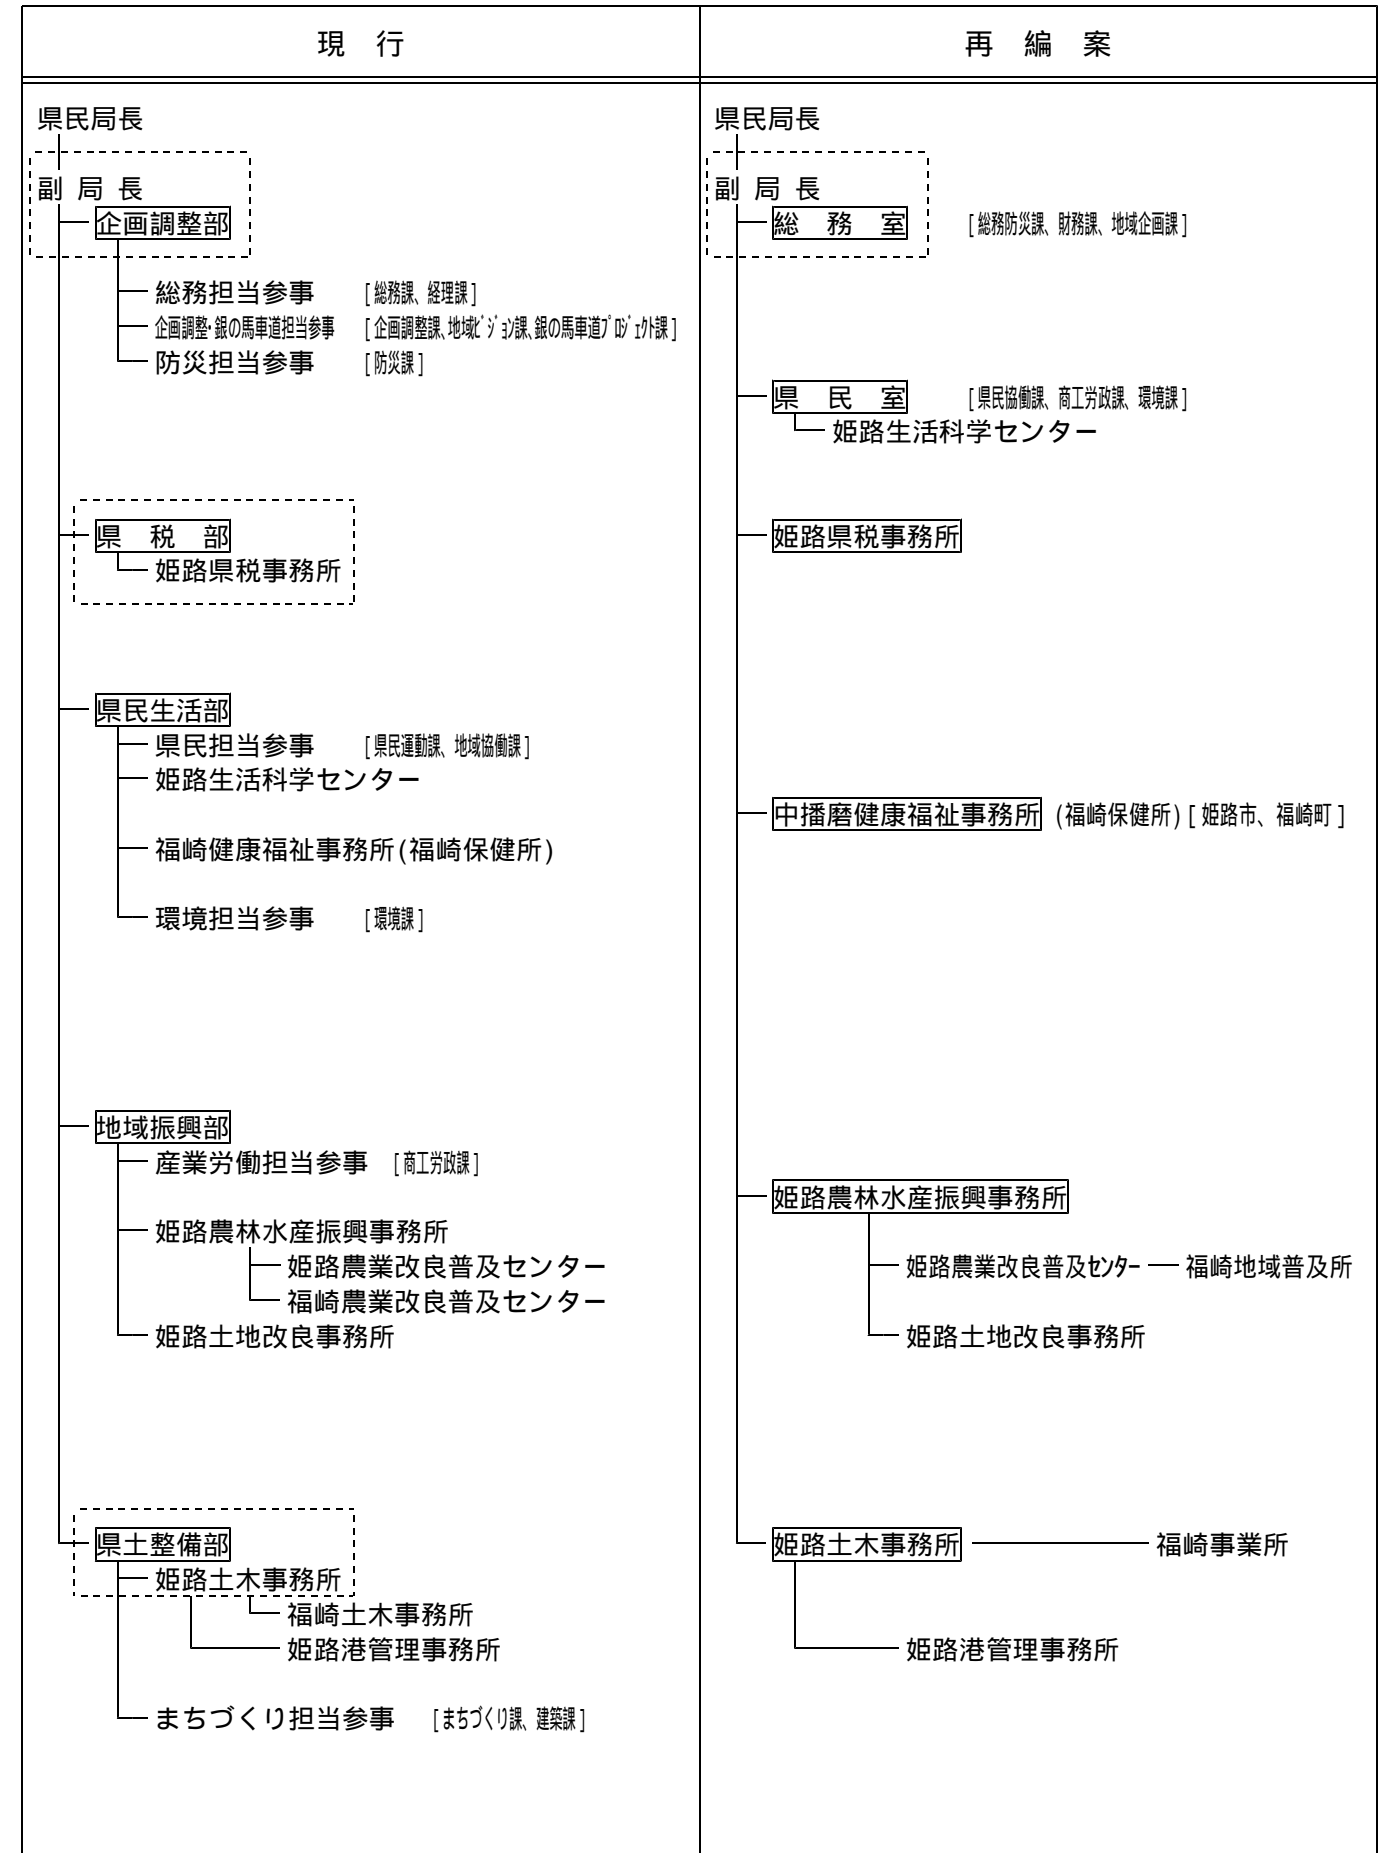 現　行
県民局長
副 局 長
企画調整部
総務担当参事　[総務課、経理課]
企画調整・銀の馬車道担当参事　[企画調整課、地域ﾋﾞｼﾞｮﾝ課、銀の馬車道ﾌﾟﾛｼﾞｪｸﾄ課]
防災担当参事　[防災課]
県　税　部
姫路県税事務所
県民生活部
県民担当参事　[県民運動課、地域協働課]
姫路生活科学センター
福崎健康福祉事務所(福崎保健所)
環境担当参事　[環境課]
地域振興部
産業労働担当参事　[商工労政課]
姫路農林水産振興事務所
姫路農業改良普及センター
福崎農業改良普及センター
姫路土地改良事務所
県土整備部
姫路土木事務所
福崎土木事務所
姫路港管理事務所
まちづくり担当参事　[まちづくり課、建築課]
再　編　案
県民局長
副 局 長
総　務　室　[総務防災課、財務課、地域企画課]
県　民　室　[県民協働課、商工労政課、環境課]
姫路生活科学センター
姫路県税事務所
中播磨健康福祉事務所 (福崎保健所)[姫路市、福崎町]
姫路農林水産振興事務所
姫路農業改良普及ｾﾝﾀｰ　福崎地域普及所
姫路土地改良事務所
姫路土木事務所　福崎事業所
姫路港管理事務所